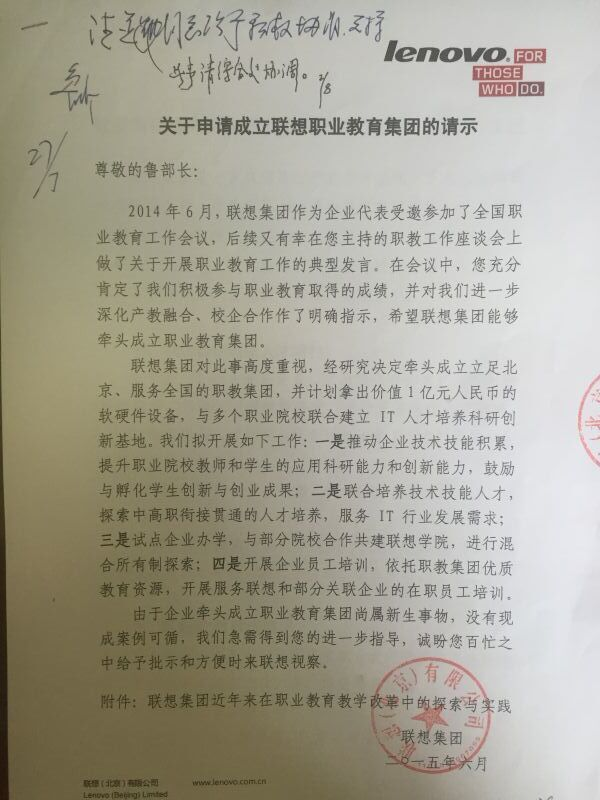 lenovo. FOR
THOSE
WHO DO.
2/8
27/7
关于申请成立联想职业教育集团的请示
尊敬的鲁部长：
2014 年 6 月，联想集团作为企业代表受邀参加了全国职
业教育工作会议，后续又有幸在您主持的职教工作座谈会上
做了关于开展职业教育工作的典型发言。在会议中，您充分
肯定了我们积极参与职业教育取得的成绩，并对我们进一步
深化产教融合、校企合作作了明确指示，希望联想集团能够
牵头成立职业教育集团。
联想集团对此事高度重视，经研究决定牵头成立立足北
京、服务全国的职教集团，并计划拿出价值 1 亿元人民币的
软硬件设备，与多个职业院校联合建立 IT 人才培养科研创
新基地。我们拟开展如下工作：一是推动企业技术技能积累，
提升职业院校教师和学生的应用科研能力和创新能力，鼓励
与孵化学生创新与创业成果；二是联合培养技术技能人才，
探索中高职衔接贯通的人才培养，服务 IT 行业发展需求；
三是试点企业办学，与部分院校合作共建联想学院，进行混
合所有制探索；四是开展企业员工培训，依托职教集团优质
教育资源，开展服务联想和部分关联企业的在职员工培训。
由于企业牵头成立职业教育集团尚属新生事物，没有现
成案例可循，我们急需得到您的进一步指导，诚盼您百忙之
中给予批示和方便时来联想视察。
附件：联想集团近年来在职业教育教学改革中的探索与实践
联想集团
二〇一五年六月
联想（北京）有限公司
联想（北京）有限公司 www.lenovo.com.cn
Lenovo (Beijing) Limited